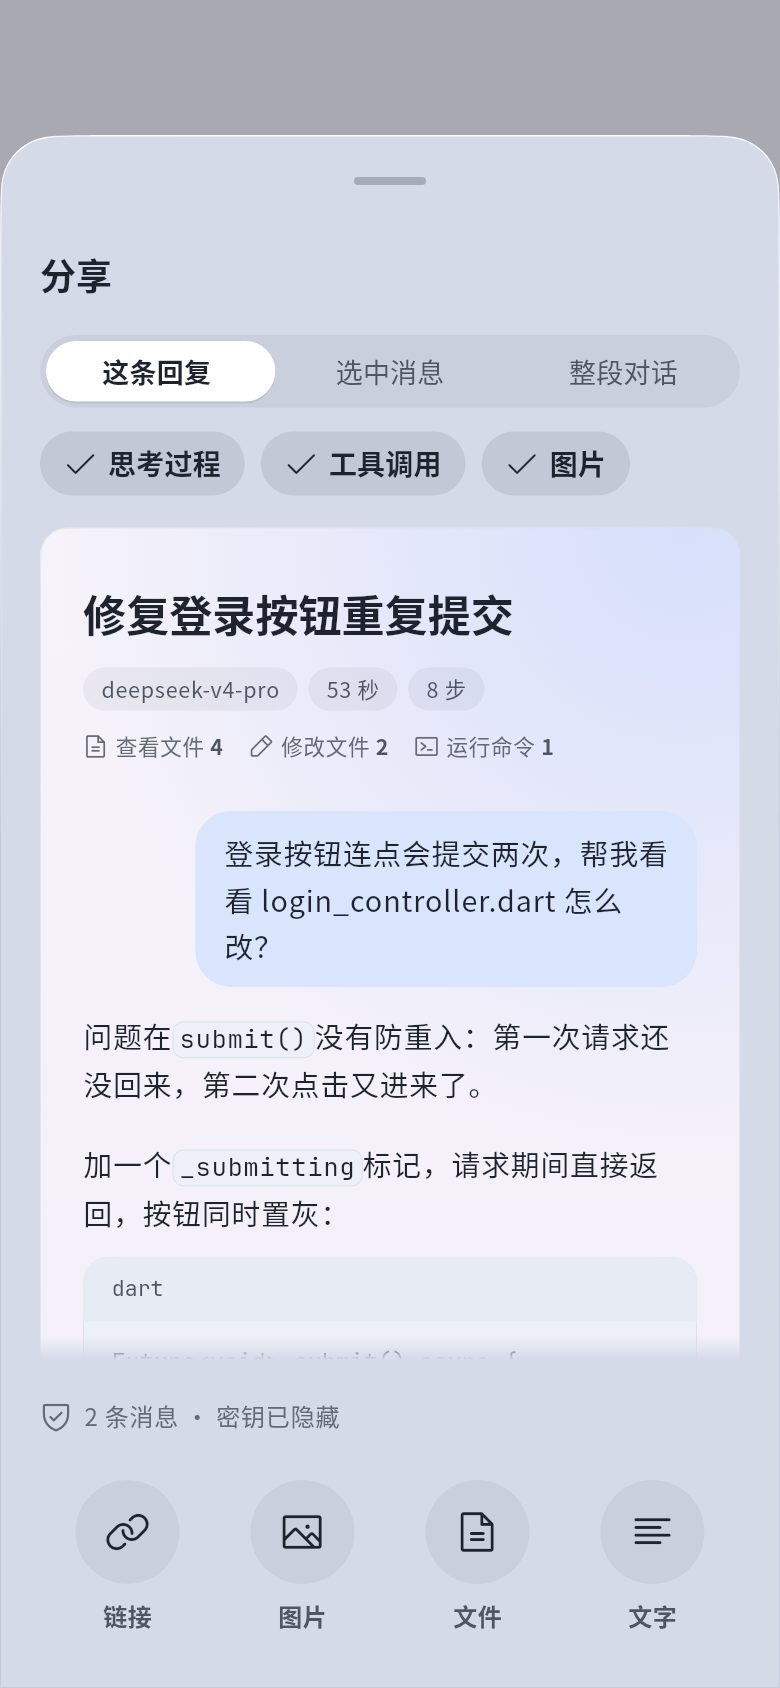 分享
这条回复 选中消息 整段对话
思考过程 工具调用 图片
修复登录按钮重复提交
deepseek-v4-pro 53 秒 8 步
查看文件 4 修改文件 2 运行命令 1
登录按钮连点会提交两次，帮我看
看 login_controller.dart 怎么
改？
问题在 submit() 没有防重入：第一次请求还
没回来，第二次点击又进来了。
加一个 _submitting 标记，请求期间直接返
回，按钮同时置灰：
dart
2 条消息 · 密钥已隐藏
链接 图片 文件 文字